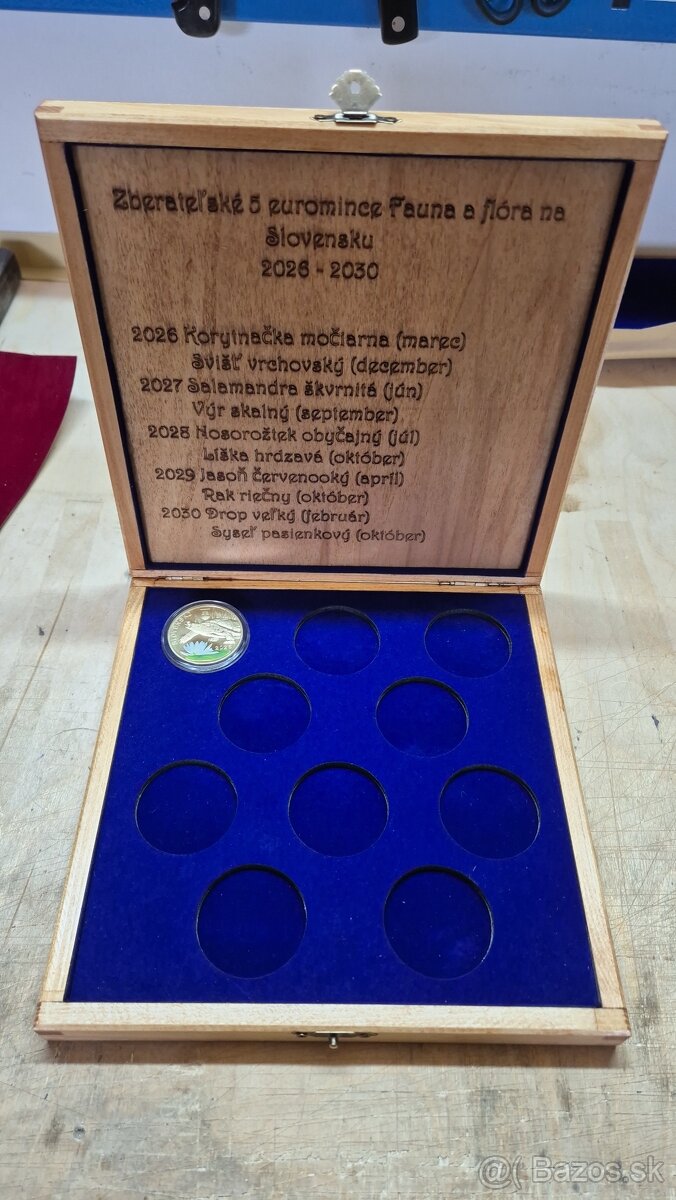 Zberateľské 5 euromince Fauna a flóra na
Slovensku
2026 - 2030
2026 Korytnačka močiarna (marec)
Svišť vrchovský (december)
2027 Salamandra škvrnitá (jún)
Výr skalný (september)
2028 Nosorožtek obyčajný (júl)
Líška hrdzavá (október)
2029 Jasoň červenooký (apríl)
Rak riečny (október)
2030 Drop veľký (február)
Syseľ pasienkový (október)
@( Bazos.sk